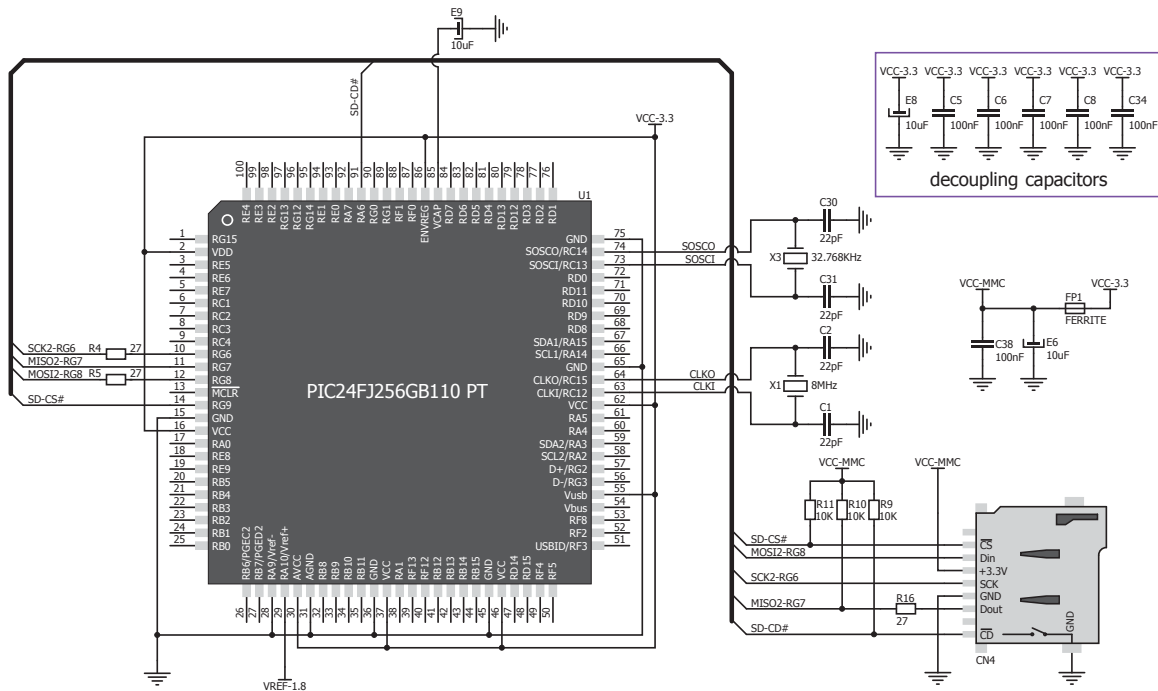 E9
10uF
SD-CD#
VCC-3.3
VCC-3.3 VCC-3.3 VCC-3.3 VCC-3.3 VCC-3.3 VCC-3.3
E8 C5 C6 C7 C8 C34
10uF 100nF 100nF 100nF 100nF 100nF
decoupling capacitors
U1
100 99 98 97 96 95 94 93 92 91 90 89 88 87 86 85 84 83 82 81 80 79 78 77 76
RE4 RE3 RE2 RG13 RG12 RG14 RE1 RE0 RA7 RA6 RG0 RG1 RF1 RF0 ENVREG VCAP RD7 RD6 RD5 RD4 RD13 RD12 RD3 RD2 RD1
1 RG15
2 VDD
3 RE5
4 RE6
5 RE7
6 RC1
7 RC2
8 RC3
9 RC4
SCK2-RG6 R4 27 10 RG6
MISO2-RG7 11 RG7
MOSI2-RG8 R5 27 12 RG8
13 MCLR
SD-CS# 14 RG9
15 GND
16 VCC
17 RA0
18 RE8
19 RE9
20 RB5
21 RB4
22 RB3
23 RB2
24 RB1
25 RB0
PIC24FJ256GB110 PT
GND 75
SOSCO/RC14 74 SOSCO
SOSCI/RC13 73 SOSCI
RD0 72
RD11 71
RD10 70
RD9 69
RD8 68
SDA1/RA15 67
SCL1/RA14 66
GND 65
CLKO/RC15 64 CLKO
CLKI/RC12 63 CLKI
VCC 62
RA5 61
RA4 60
SDA2/RA3 59
SCL2/RA2 58
D+/RG2 57
D-/RG3 56
Vusb 55
Vbus 54
RF8 53
RF2 52
USBID/RF3 51
RB6/PGEC2 RB7/PGED2 RA9/Vref- RA10/Vref+ AVCC AGND RB8 RB9 RB10 RB11 GND VCC RA1 RF13 RF12 RB12 RB13 RB14 RB15 GND VCC RD14 RD15 RF4 RF5
26 27 28 29 30 31 32 33 34 35 36 37 38 39 40 41 42 43 44 45 46 47 48 49 50
VREF-1.8
C30
22pF
X3 32.768KHz
C31
22pF
C2
22pF
X1 8MHz
C1
22pF
VCC-MMC
FP1
VCC-3.3
FERRITE
C38
100nF
E6
10uF
VCC-MMC
VCC-MMC
R11 R10 R9
10K 10K 10K
SD-CS# CS
MOSI2-RG8 Din
+3.3V
SCK2-RG6 SCK
GND
MISO2-RG7 R16 Dout
27
SD-CD# CD
GND
CN4